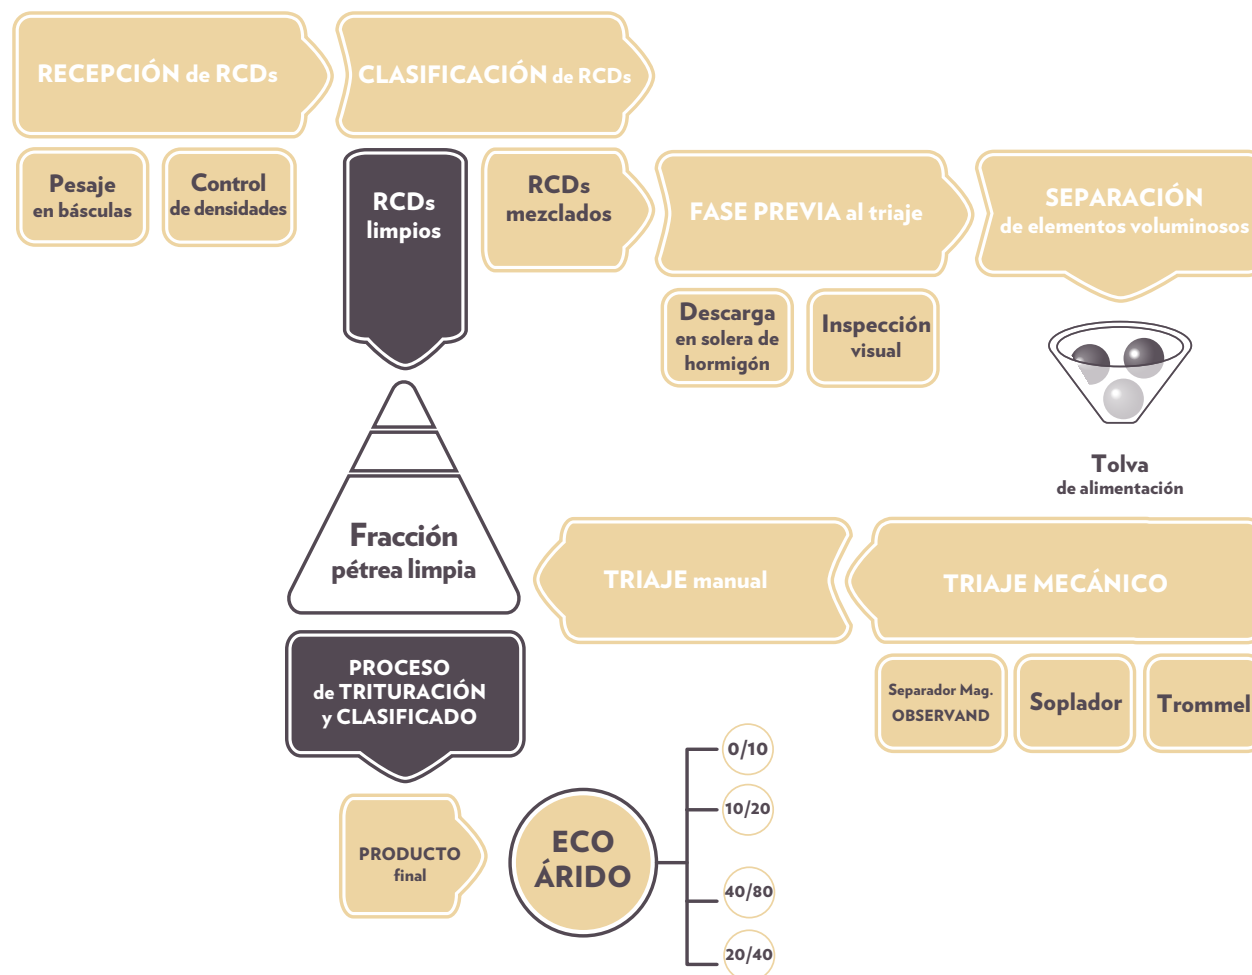 RECEPCIÓN de RCDs
CLASIFICACIÓN de RCDs
Pesaje
en básculas
Control
de densidades
RCDs
limpios
RCDs
mezclados
FASE PREVIA al triaje
SEPARACIÓN
de elementos voluminosos
Descarga
en solera de
hormigón
Inspección
visual
Tolva
de alimentación
Fracción
pétrea limpia
TRIAJE manual
TRIAJE MECÁNICO
Separador Mag.
OBSERVAND
Soplador
Trommel
PROCESO
de TRITURACIÓN
y CLASIFICADO
PRODUCTO
final
ECO
ÁRIDO
0/10
10/20
40/80
20/40